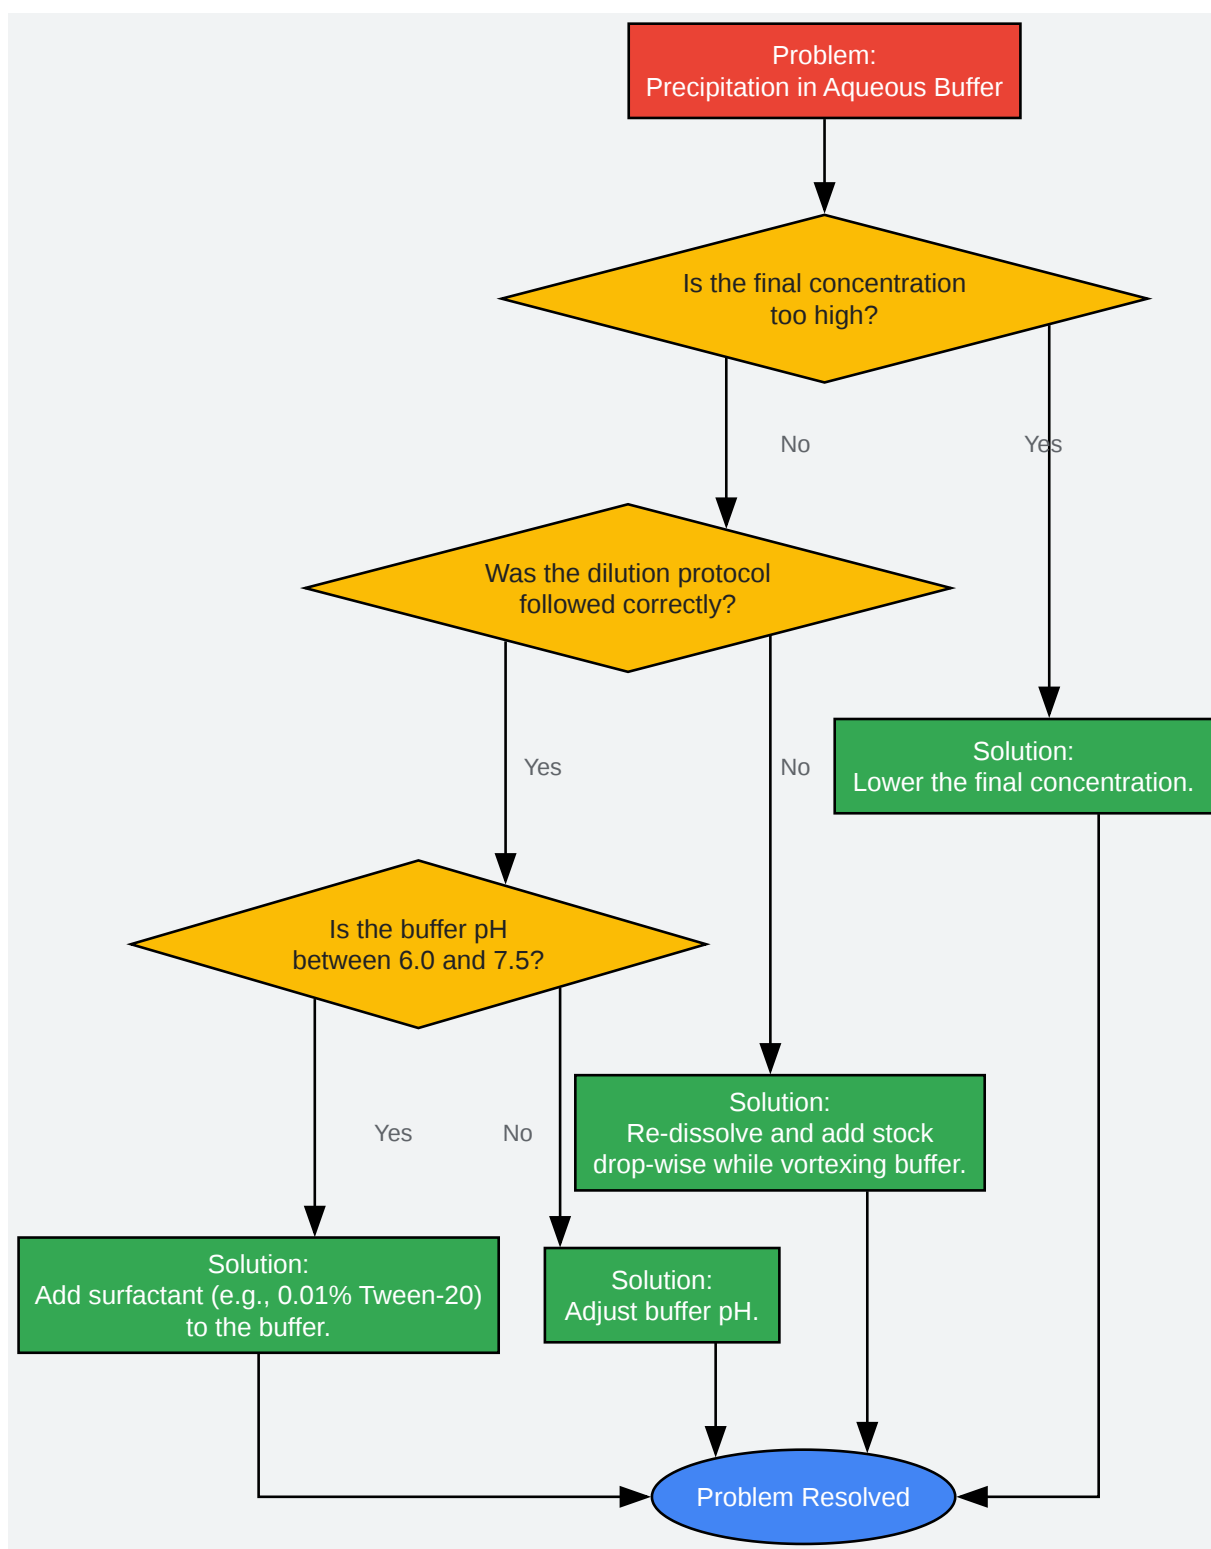 Problem:
Precipitation in Aqueous Buffer
Is the final concentration
too high?
No
Yes
Was the dilution protocol
followed correctly?
Yes
No
Solution:
Lower the final concentration.
Is the buffer pH
between 6.0 and 7.5?
Yes
No
Solution:
Re-dissolve and add stock
drop-wise while vortexing buffer.
Solution:
Add surfactant (e.g., 0.01% Tween-20)
to the buffer.
Solution:
Adjust buffer pH.
Problem Resolved